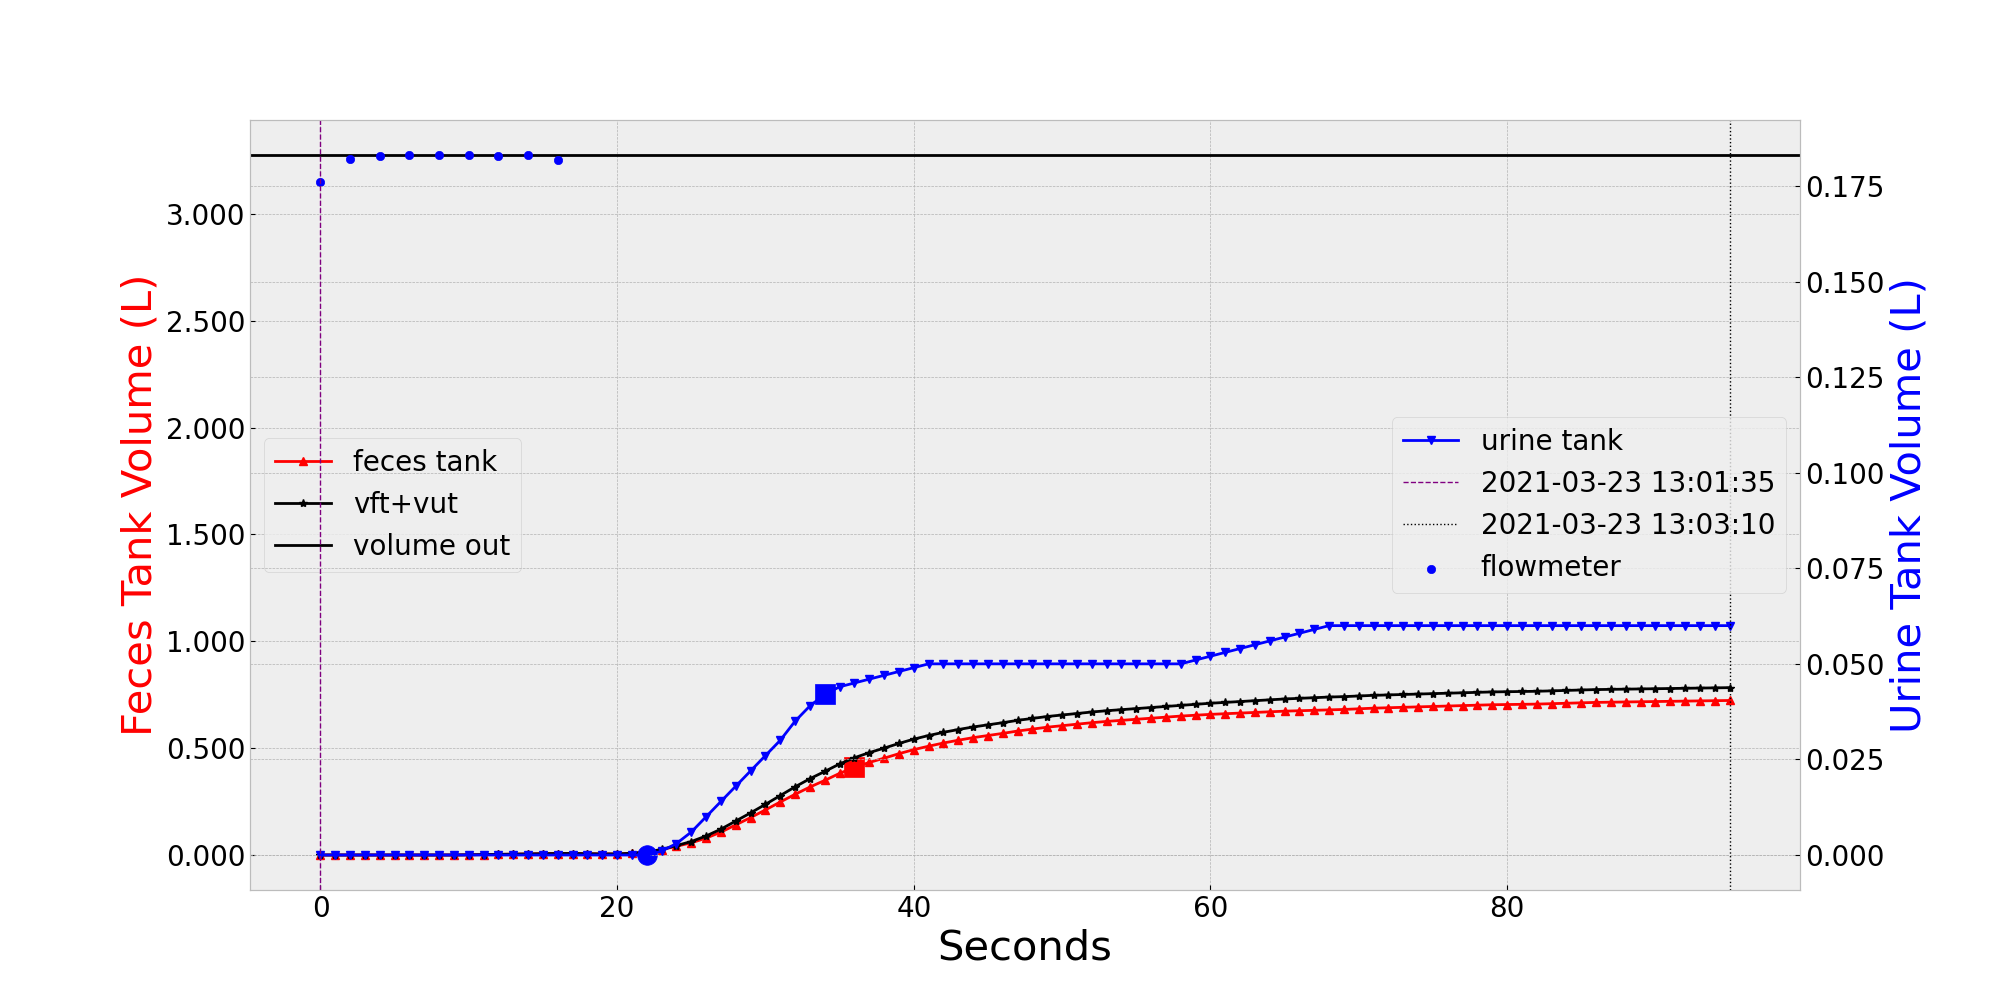 Feces Tank Volume (L)
3.000
2.500
2.000
1.500
1.000
0.500
0.000
feces tank
vft+vut
volume out
urine tank
2021-03-23 13:01:35
2021-03-23 13:03:10
flowmeter
0.175
0.150
0.125
0.100
0.075
0.050
0.025
0.000
Urine Tank Volume (L)
0 20 40 60 80
Seconds